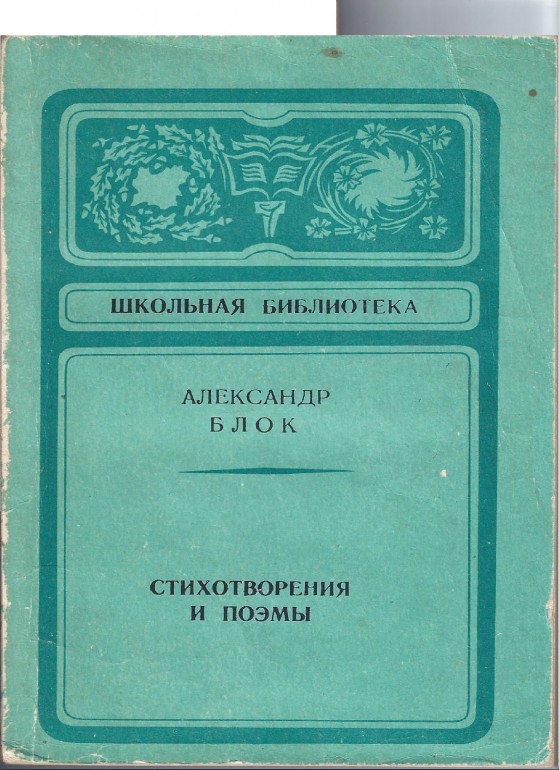 ШКОЛЬНАЯ БИБЛИОТЕКА
АЛЕКСАНДР
БЛОК
СТИХОТВОРЕНИЯ
И ПОЭМЫ